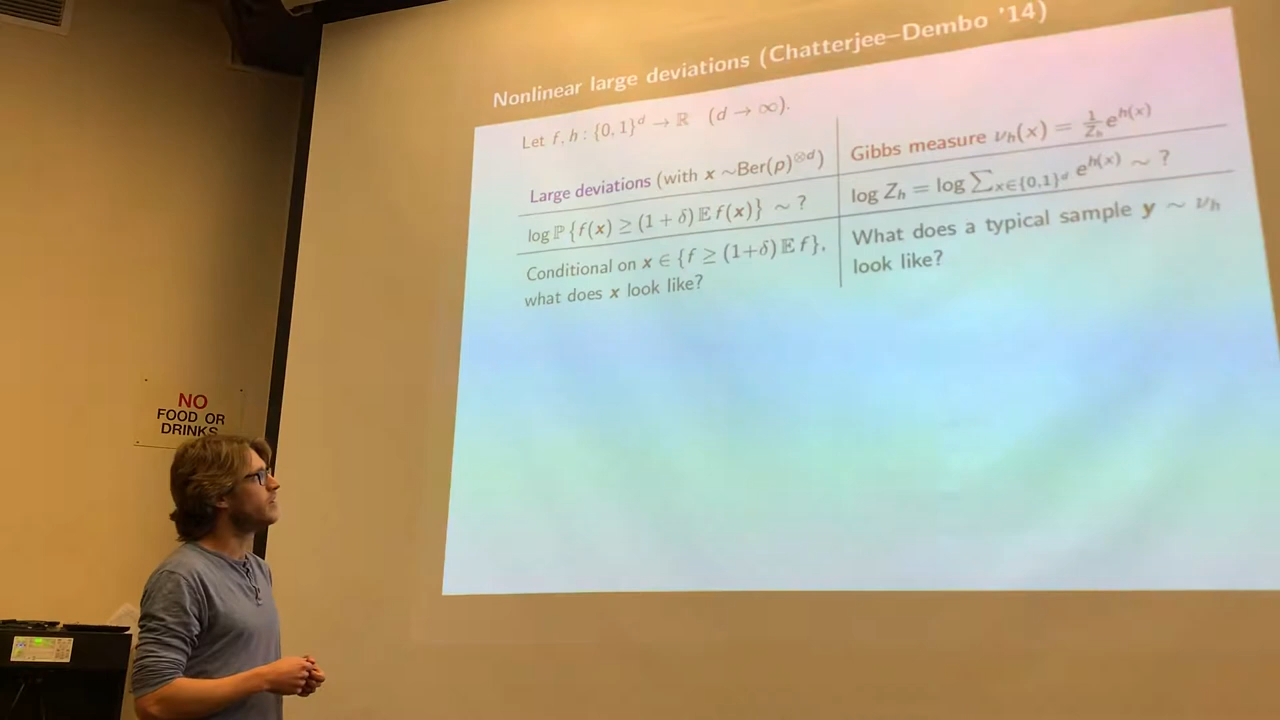 Nonlinear large deviations (Chatterjee–Dembo '14)
Let f, h : {0, 1}^d → ℝ (d → ∞).
Large deviations (with x ∼Ber(p)^{⊗d})
log ℙ {f(x) ≥ (1 + δ) 𝔼 f(x)} ∼ ?
Conditional on x ∈ {f ≥ (1+δ) 𝔼 f},
what does x look like?
Gibbs measure ν_h(x) = \frac{1}{Z_h} e^{h(x)}
log Z_h = log ∑_{x∈{0,1}^d} e^{h(x)} ∼ ?
What does a typical sample y ∼ ν_h
look like?
NO
FOOD OR
DRINKS